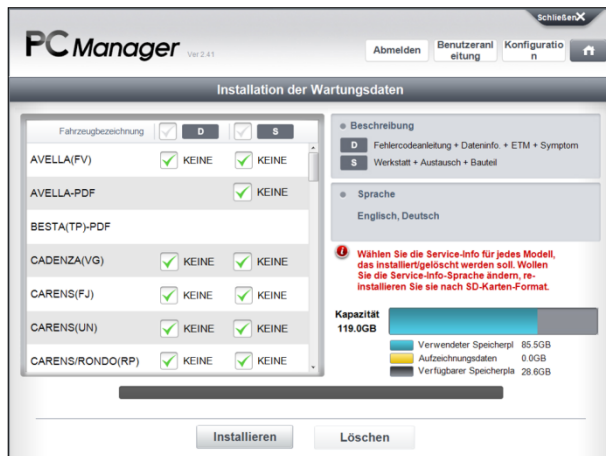 Schließen X
PC Manager Ver 2.41
Abmelden
Benutzeranl
eitung
Konfiguratio
n
Installation der Wartungsdaten
Fahrzeugbezeichnung D S
AVELLA(FV) KEINE KEINE
AVELLA-PDF KEINE
BESTA(TP)-PDF
CADENZA(VG) KEINE KEINE
CARENS(FJ) KEINE KEINE
CARENS(UN) KEINE KEINE
CARENS/RONDO(RP) KEINE KEINE
Beschreibung
D Fehlercodeanleitung + Dateninfo. + ETM + Symptom
S Werkstatt + Austausch + Bauteil
Sprache
Englisch, Deutsch
Wählen Sie die Service-Info für jedes Modell,
das installiert/gelöscht werden soll. Wollen
Sie die Service-Info-Sprache ändern, re-
installieren Sie sie nach SD-Karten-Format.
Kapazität
119.0GB
Verwendeter Speicherpl 85.5GB
Aufzeichnungsdaten 0.0GB
Verfügbarer Speicherpla 28.6GB
Installieren
Löschen